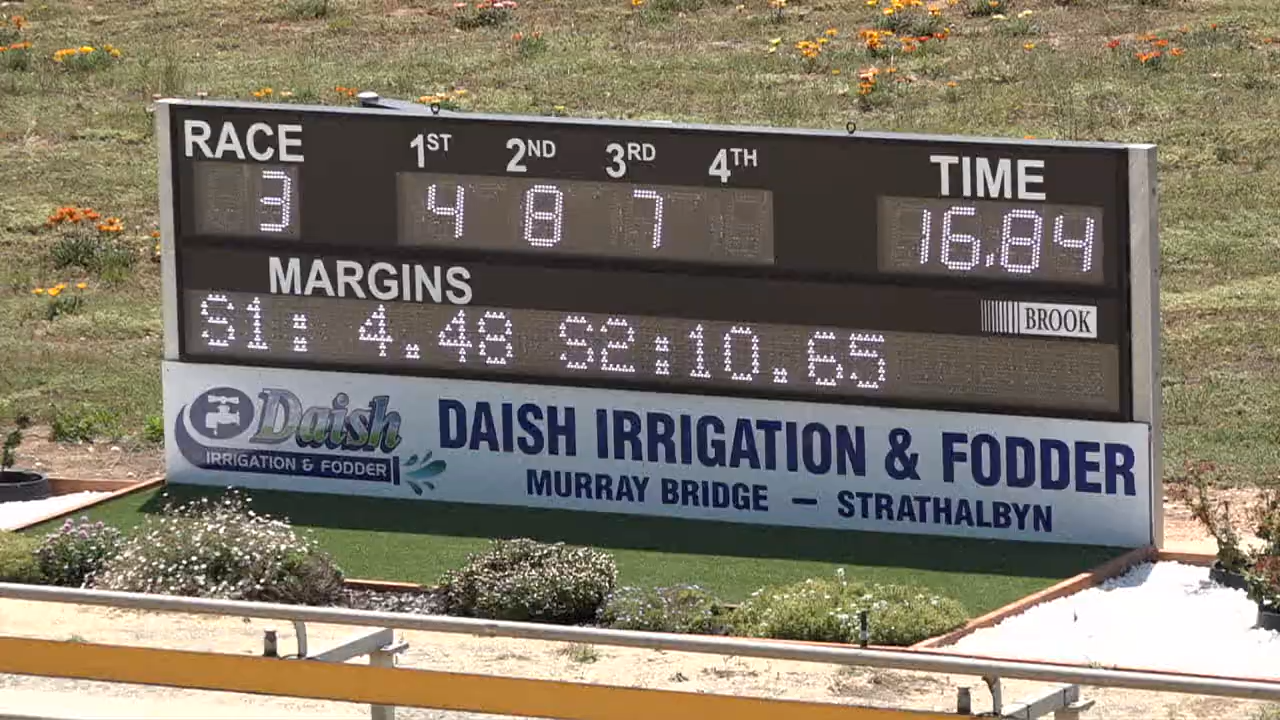 RACE 1ST 2ND 3RD 4TH TIME
3 4 8 7 16.84
MARGINS
BROOK
S1: 4.48 S2:10.65
Daish
IRRIGATION & FODDER
DAISH IRRIGATION & FODDER
MURRAY BRIDGE – STRATHALBYN